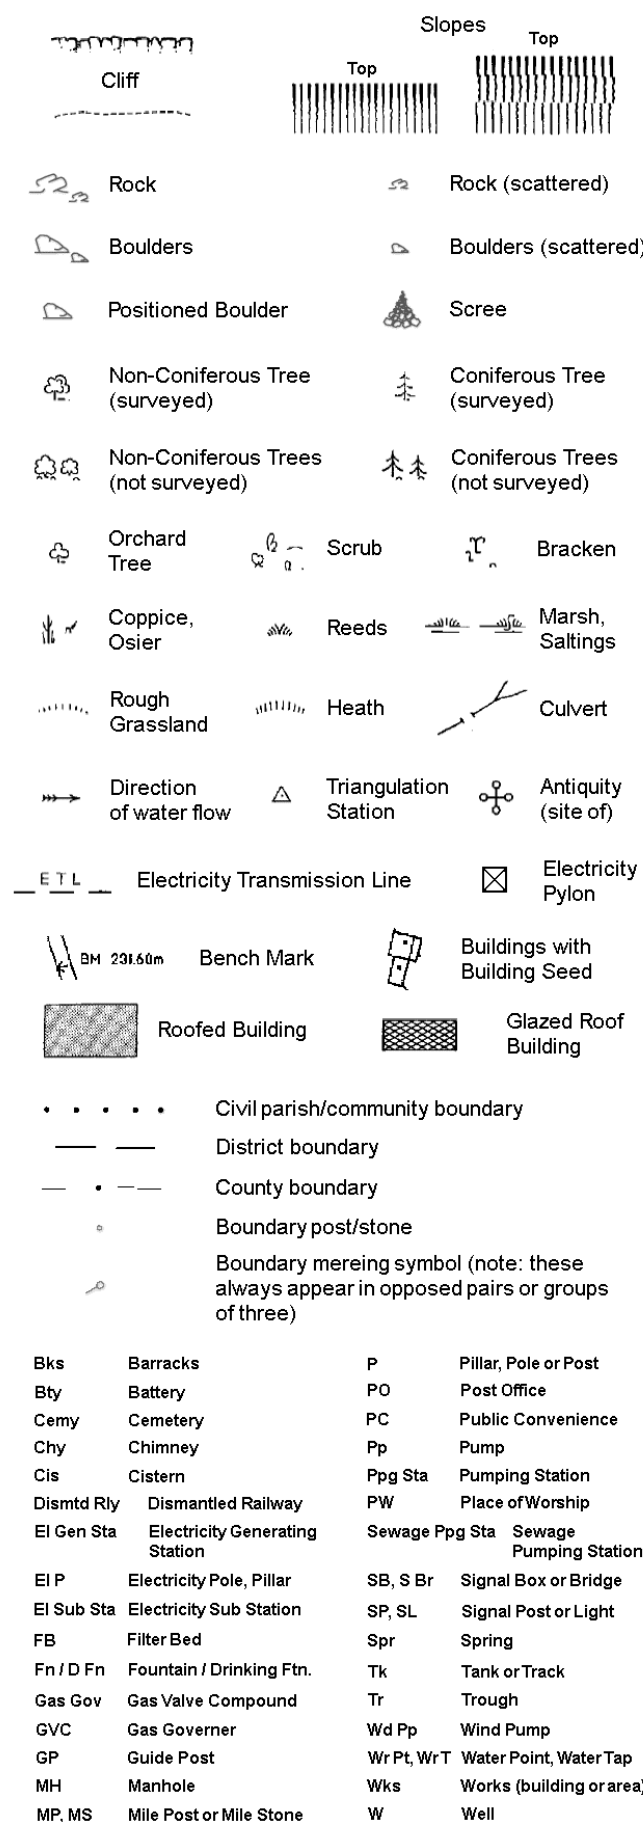 Slopes
Top
Top
Cliff
Rock
Rock (scattered)
Boulders
Boulders (scattered)
Positioned Boulder
Scree
Non-Coniferous Tree
(surveyed)
Coniferous Tree
(surveyed)
Non-Coniferous Trees
(not surveyed)
Coniferous Trees
(not surveyed)
Orchard
Tree
Scrub
Bracken
Coppice,
Osier
Reeds
Marsh,
Saltings
Rough
Grassland
Heath
Culvert
Direction
of water flow
Triangulation
Station
Antiquity
(site of)
E T L
Electricity Transmission Line
Electricity
Pylon
BM 231.60m
Bench Mark
Buildings with
Building Seed
Roofed Building
Glazed Roof
Building
Civil parish/community boundary
District boundary
County boundary
Boundary post/stone
Boundary mereing symbol (note: these
always appear in opposed pairs or groups
of three)
Bks Barracks
P Pillar, Pole or Post
Bty Battery
PO Post Office
Cemy Cemetery
PC Public Convenience
Chy Chimney
Pp Pump
Cis Cistern
Ppg Sta Pumping Station
Dismtd Rly Dismantled Railway
PW Place of Worship
El Gen Sta Electricity Generating
Station
Sewage Ppg Sta Sewage
Pumping Station
El P Electricity Pole, Pillar
SB, S Br Signal Box or Bridge
El Sub Sta Electricity Sub Station
SP, SL Signal Post or Light
FB Filter Bed
Spr Spring
Fn / D Fn Fountain / Drinking Ftn.
Tk Tank or Track
Gas Gov Gas Valve Compound
Tr Trough
GVC Gas Governer
Wd Pp Wind Pump
GP Guide Post
Wr Pt, Wr T Water Point, Water Tap
MH Manhole
Wks Works (building or area)
MP, MS Mile Post or Mile Stone
W Well